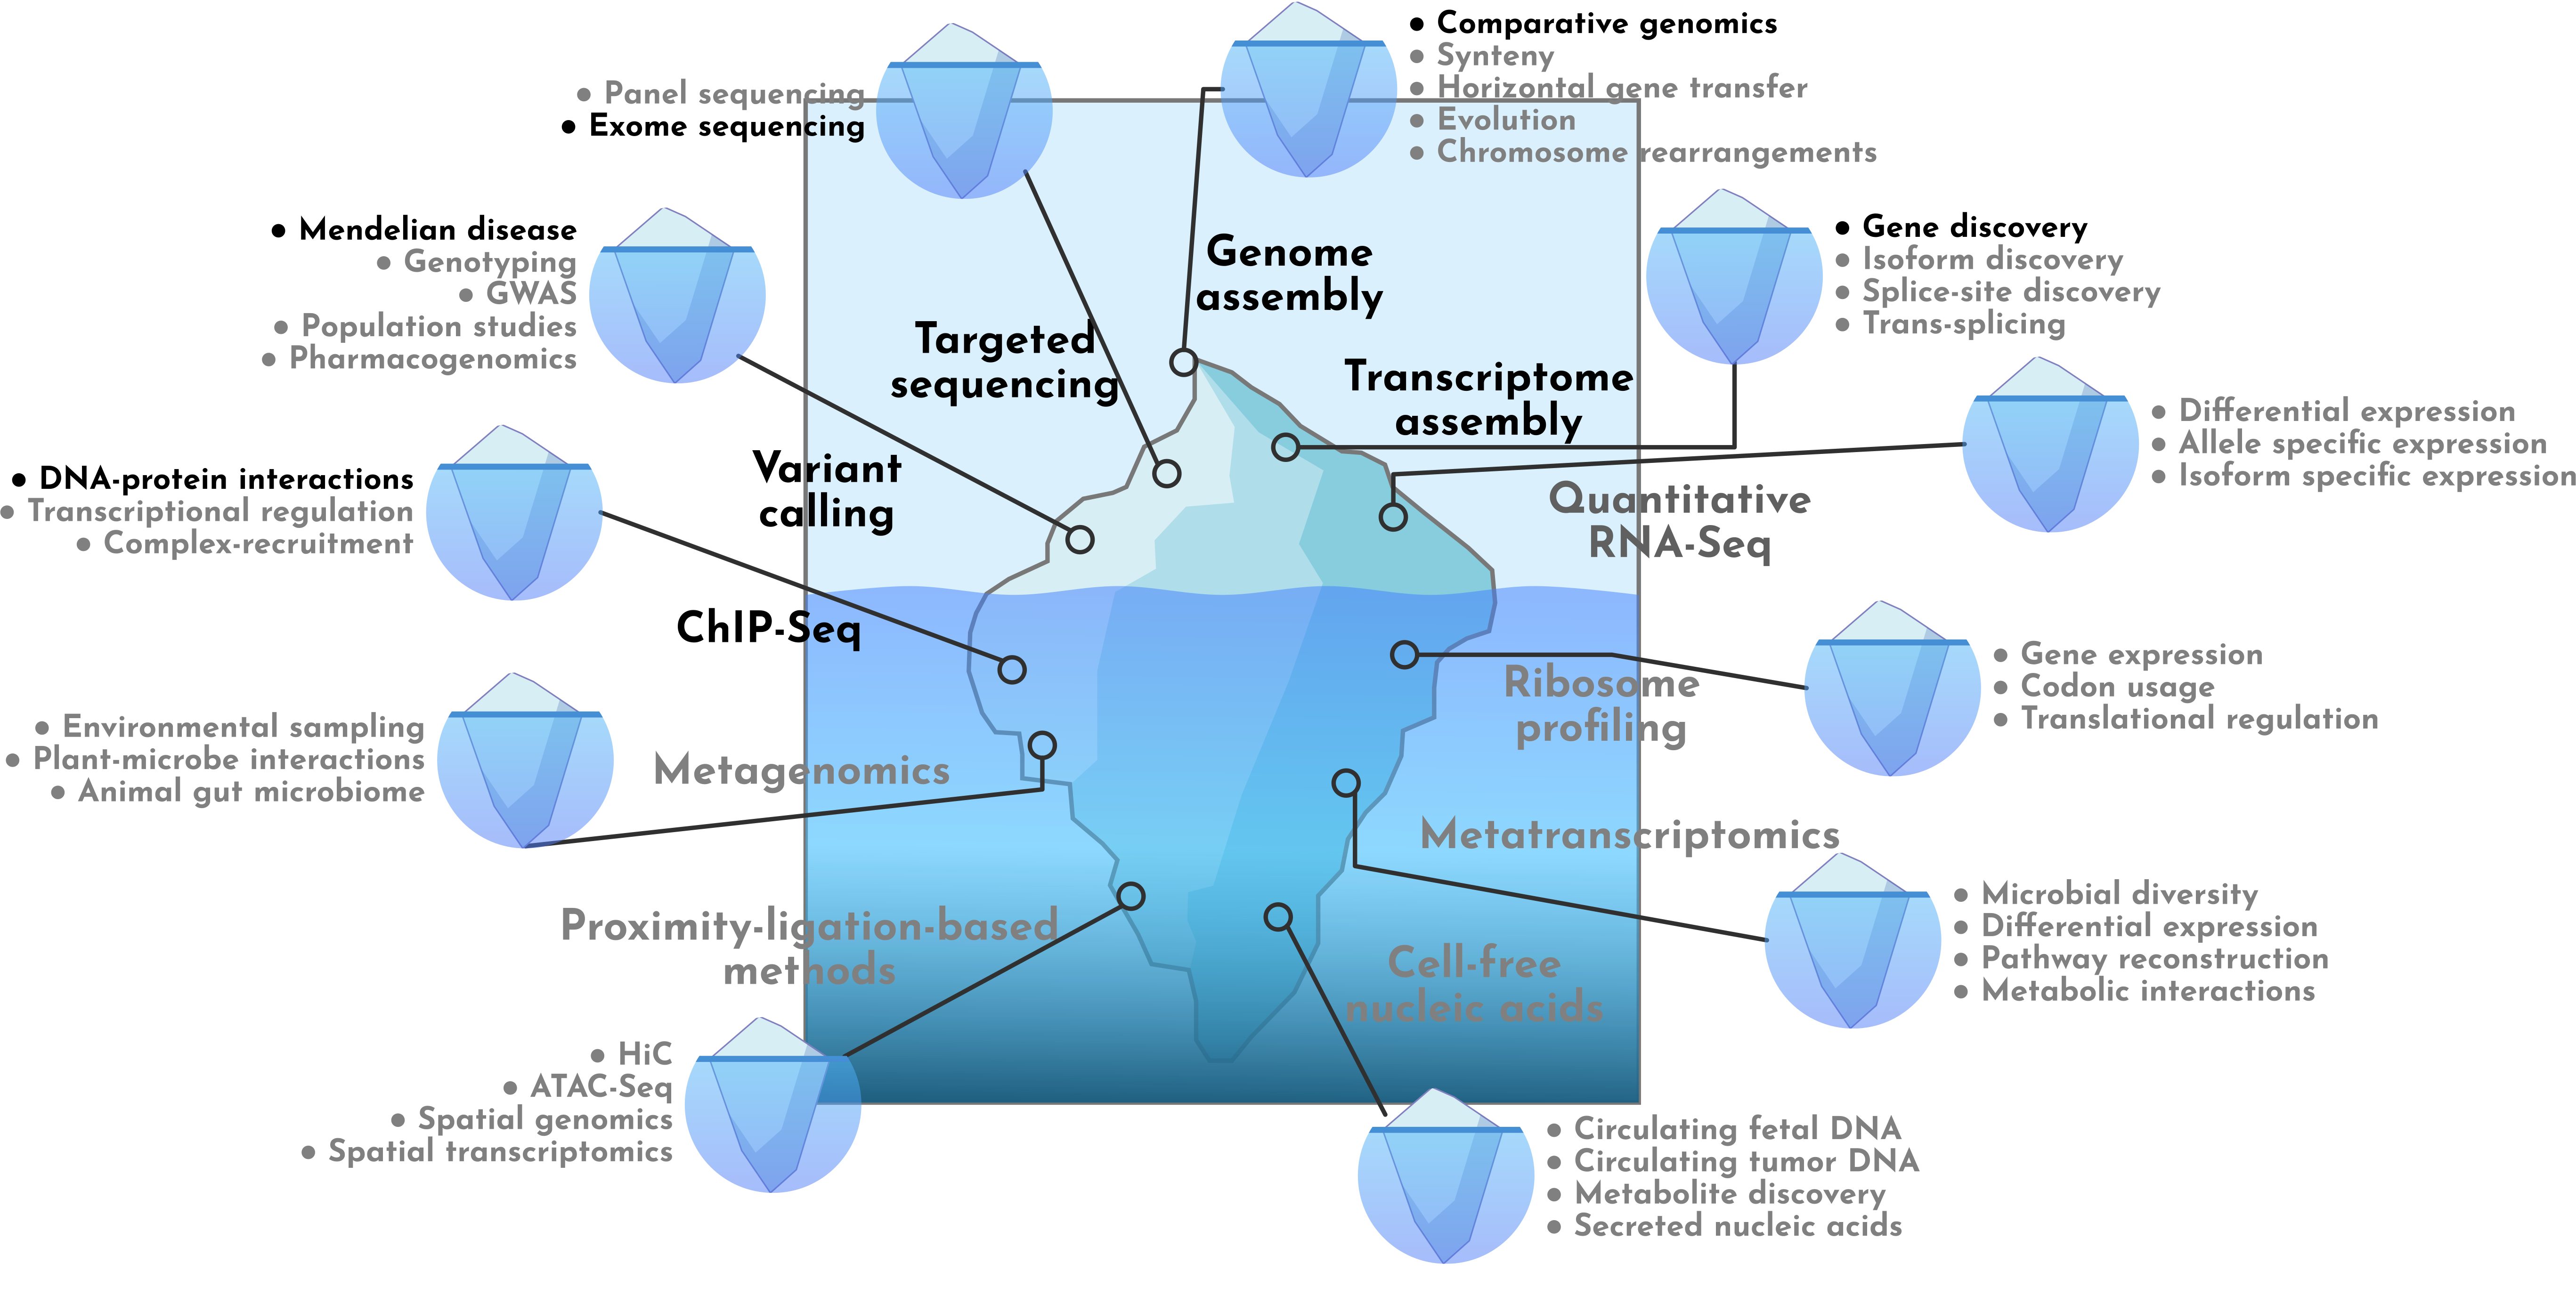 ● Comparative genomics
● Synteny
● Horizontal gene transfer
● Evolution
● Chromosome rearrangements
● Panel sequencing
● Exome sequencing
● Mendelian disease
● Genotyping
● GWAS
● Population studies
● Pharmacogenomics
● Gene discovery
● Isoform discovery
● Splice-site discovery
● Trans-splicing
Genome
assembly
Targeted
sequencing
Transcriptome
assembly
● Differential expression
● Allele specific expression
● Isoform specific expression
Variant
calling
Quantitative
RNA-Seq
● DNA-protein interactions
● Transcriptional regulation
● Complex-recruitment
ChIP-Seq
Ribosome
profiling
● Gene expression
● Codon usage
● Translational regulation
● Environmental sampling
● Plant-microbe interactions
● Animal gut microbiome
Metagenomics
Metatranscriptomics
● Microbial diversity
● Differential expression
● Pathway reconstruction
● Metabolic interactions
Proximity-ligation-based
methods
Cell-free
nucleic acids
● HiC
● ATAC-Seq
● Spatial genomics
● Spatial transcriptomics
● Circulating fetal DNA
● Circulating tumor DNA
● Metabolite discovery
● Secreted nucleic acids